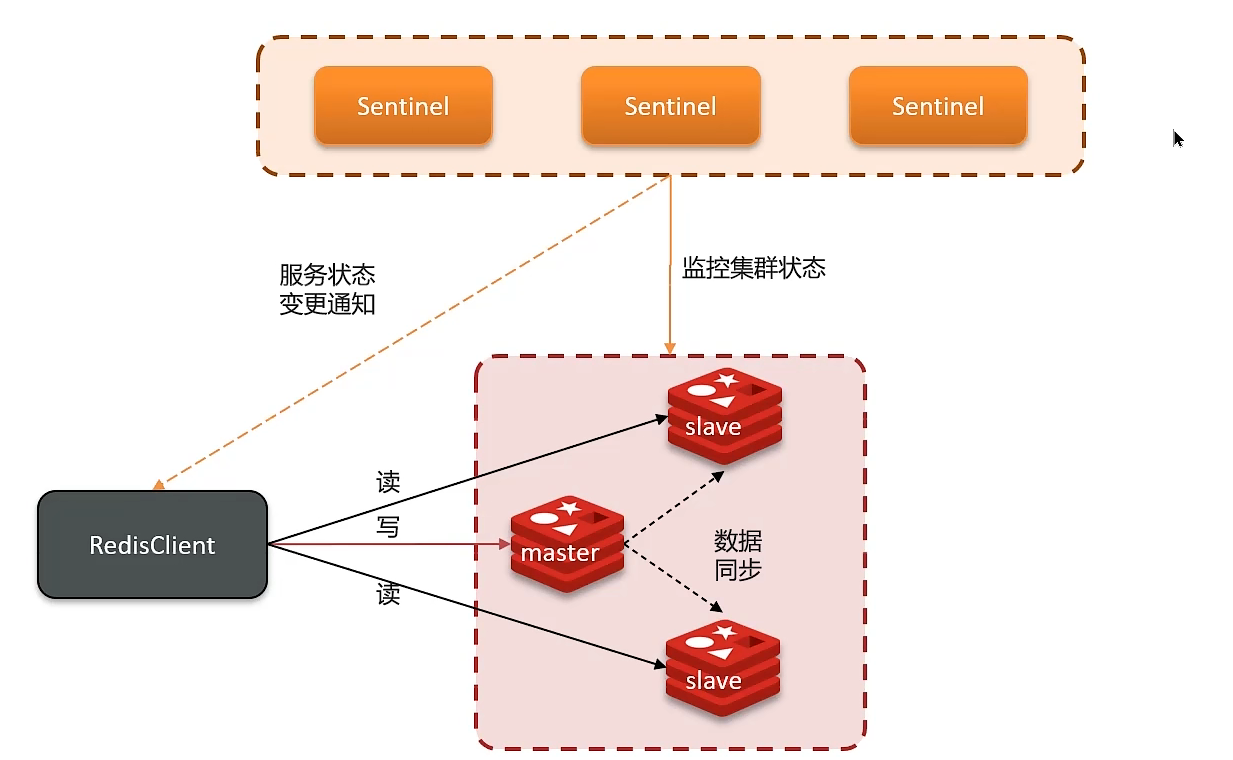 Sentinel
Sentinel
Sentinel
服务状态
变更通知
监控集群状态
slave
读
写
RedisClient
master
数据
同步
读
slave